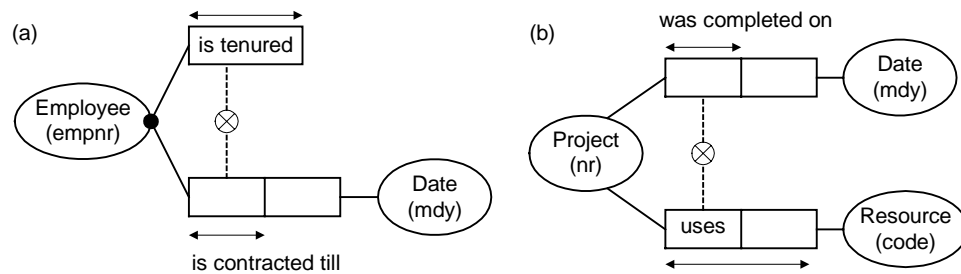 (a)
is tenured
Employee
(empnr)
Date
(mdy)
is contracted till
(b)
was completed on
Date
(mdy)
Project
(nr)
uses
Resource
(code)